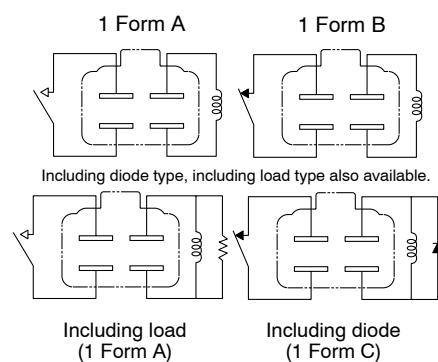 1 Form A
1 Form B
Including diode type, including load type also available.
Including load
(1 Form A)
Including diode
(1 Form C)